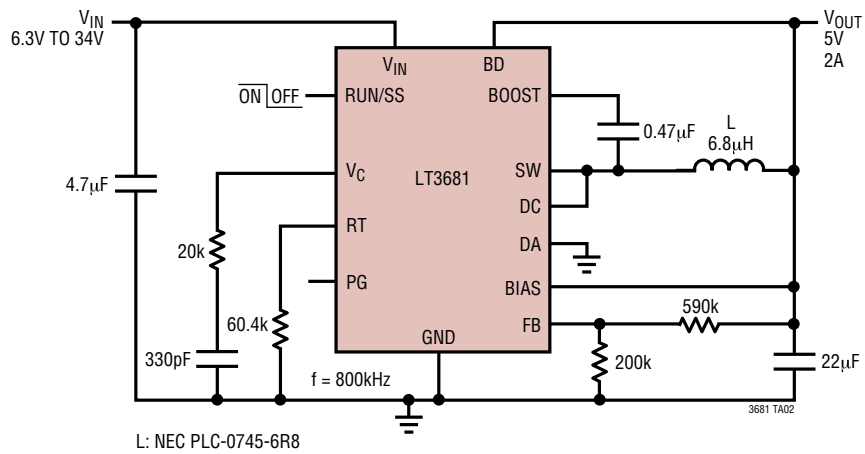 VIN
6.3V TO 34V
VOUT
5V
2A
VIN
BD
ON OFF
RUN/SS
BOOST
0.47µF
L
6.8µH
4.7µF
VC
LT3681
SW
DC
20k
RT
DA
PG
BIAS
590k
60.4k
FB
330pF
GND
200k
22µF
f = 800kHz
3681 TA02
L: NEC PLC-0745-6R8